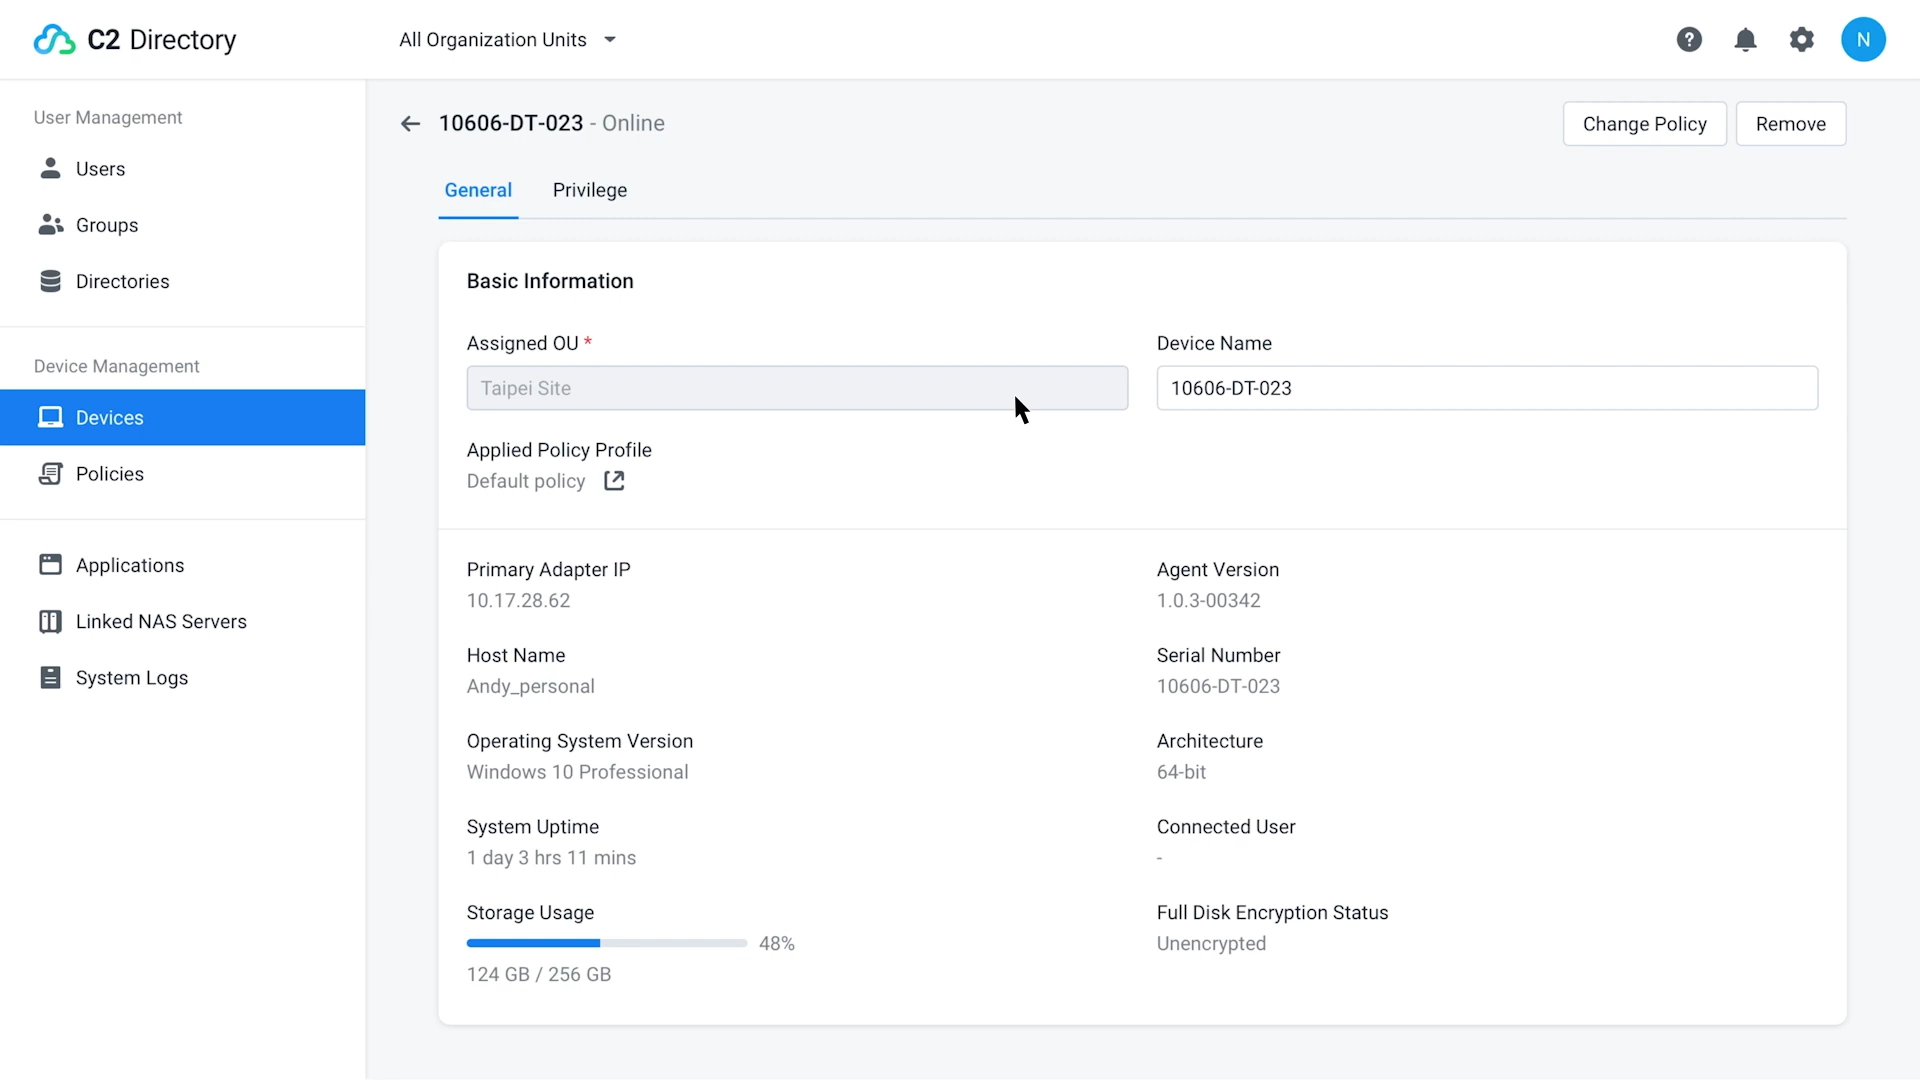 C2 Directory
All Organization Units
N
User Management
Users
Groups
Directories
Device Management
Devices
Policies
Applications
Linked NAS Servers
System Logs
10606-DT-023 - Online
Change Policy
Remove
General
Privilege
Basic Information
Assigned OU *
Taipei Site
Device Name
10606-DT-023
Applied Policy Profile
Default policy
Primary Adapter IP
10.17.28.62
Agent Version
1.0.3-00342
Host Name
Andy_personal
Serial Number
10606-DT-023
Operating System Version
Windows 10 Professional
Architecture
64-bit
System Uptime
1 day 3 hrs 11 mins
Connected User
-
Storage Usage
48%
124 GB / 256 GB
Full Disk Encryption Status
Unencrypted